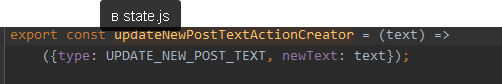 в state.js
export const updateNewPostTextActionCreator = (text) =>
({type: UPDATE_NEW_POST_TEXT, newText: text});